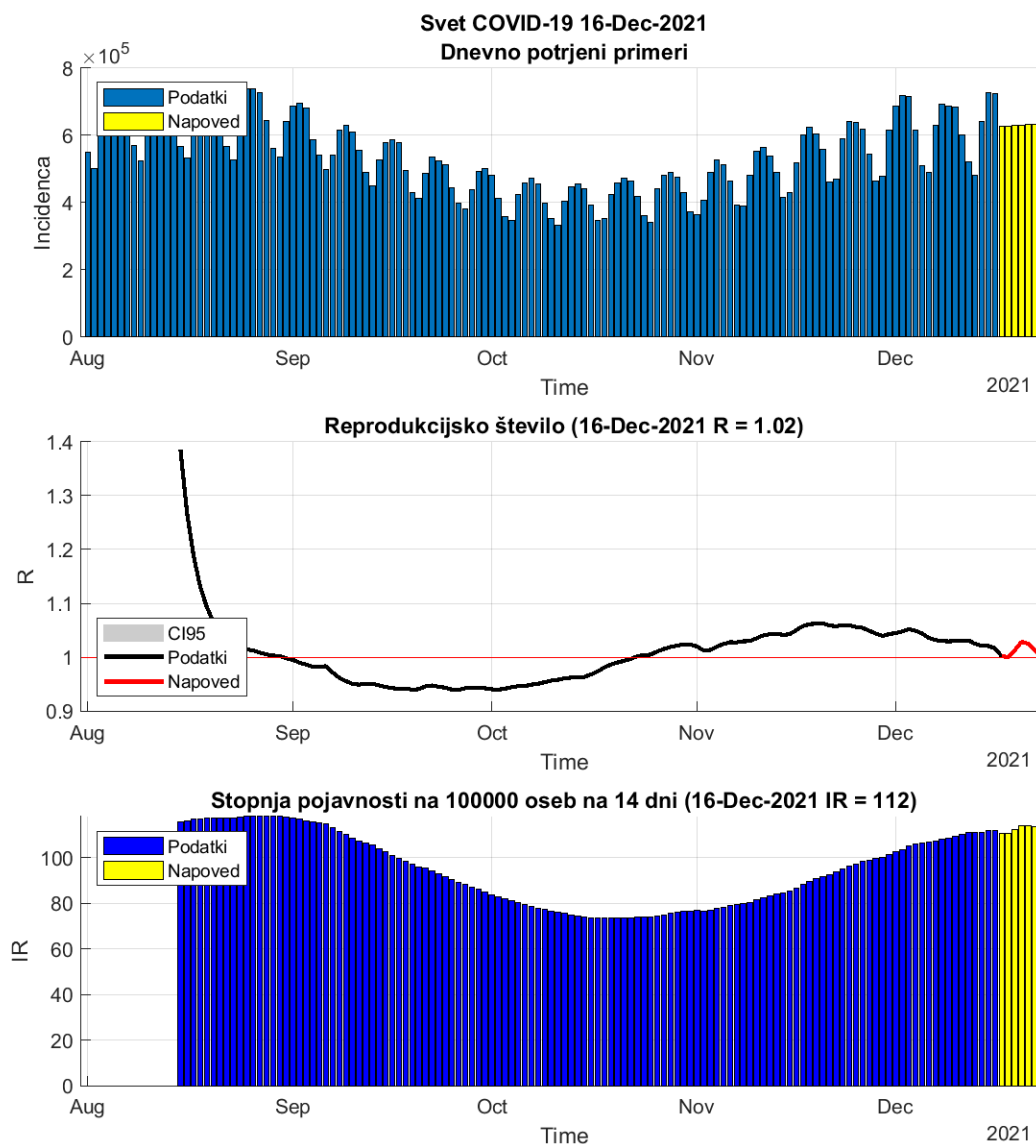 Svet COVID-19 16-Dec-2021
Dnevno potrjeni primeri
×10^5
8
6
4
2
0
Incidenca
Podatki
Napoved
Aug Sep Oct Nov Dec
Time
2021
Reprodukcijsko število (16-Dec-2021 R = 1.02)
1.4
1.3
1.2
1.1
1
0.9
R
CI95
Podatki
Napoved
Aug Sep Oct Nov Dec
Time
2021
Stopnja pojavnosti na 100000 oseb na 14 dni (16-Dec-2021 IR = 112)
100
80
60
40
20
0
IR
Podatki
Napoved
Aug Sep Oct Nov Dec
Time
2021